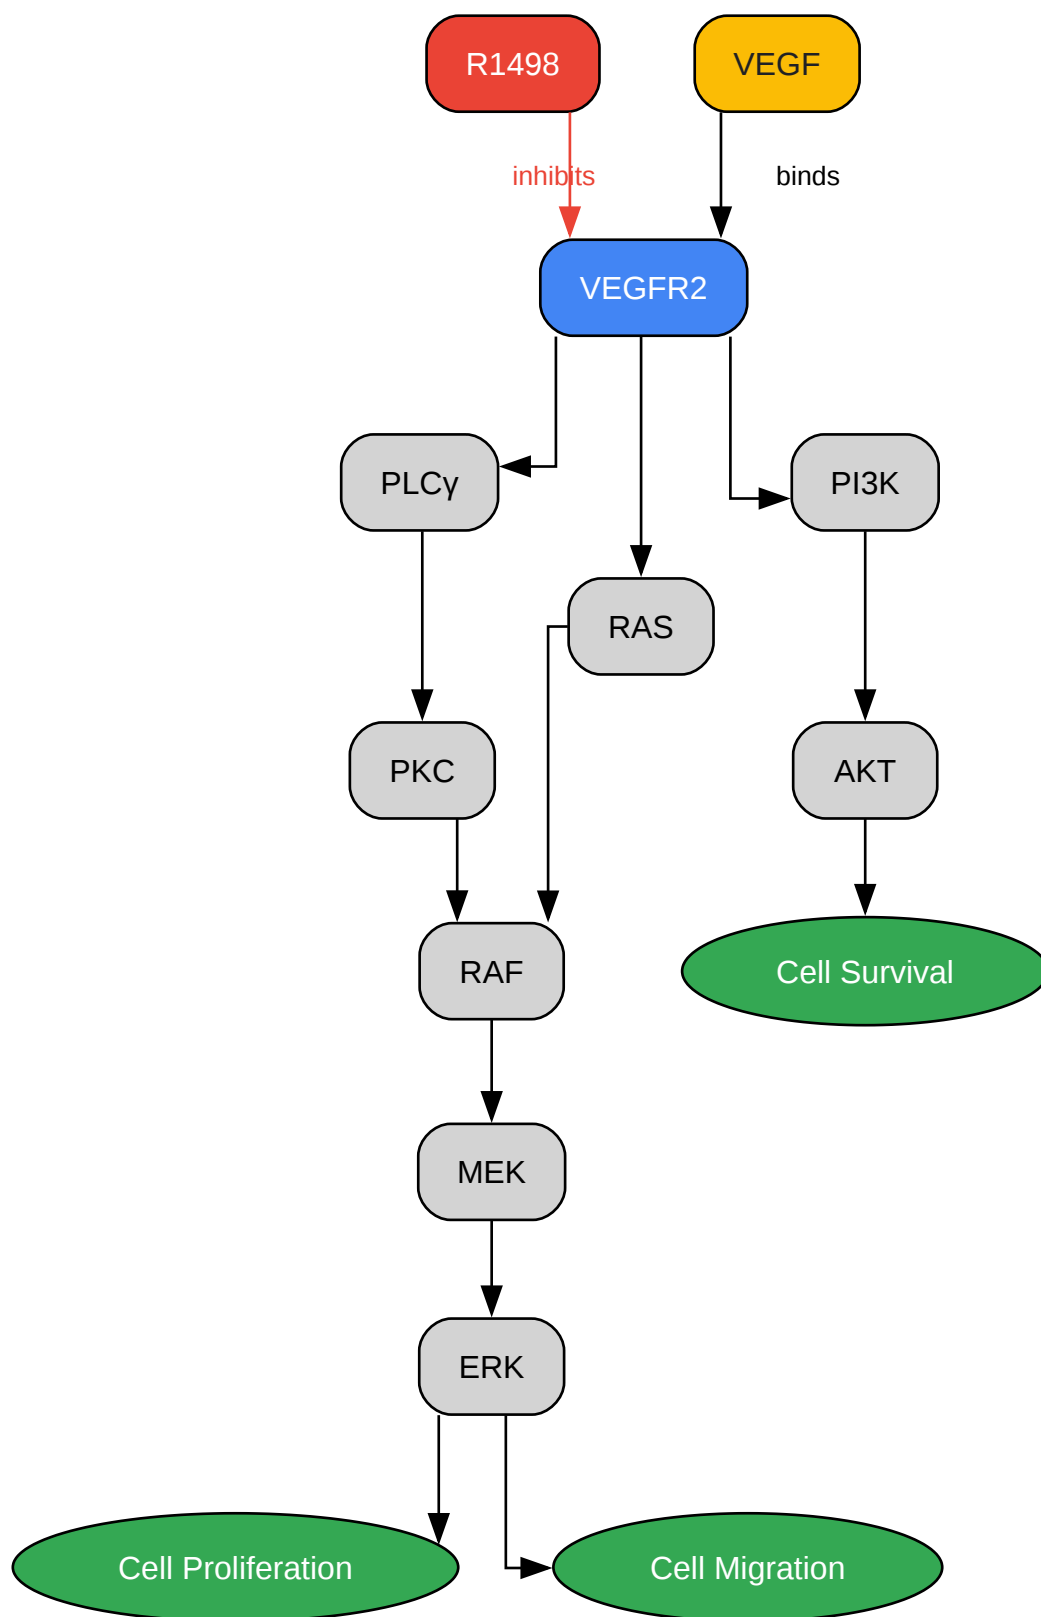 R1498
VEGF
inhibits
binds
VEGFR2
PLCγ
PI3K
RAS
PKC
AKT
RAF
Cell Survival
MEK
ERK
Cell Proliferation
Cell Migration